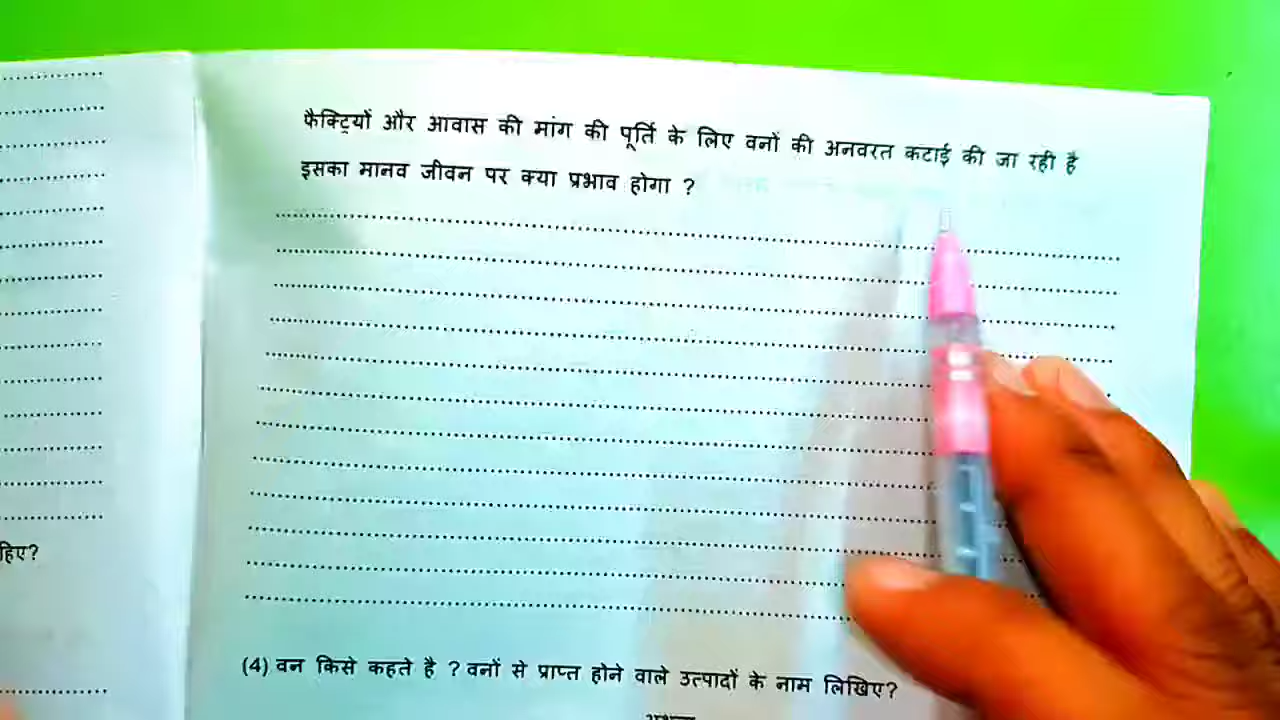 फैक्ट्रियों और आवास की मांग की पूर्ति के लिए वनों की अनवरत कटाई की जा रही है
इसका मानव जीवन पर क्या प्रभाव होगा ?
हिए?
(4) वन किसे कहते है ? वनों से प्राप्त होने वाले उत्पादों के नाम लिखिए?